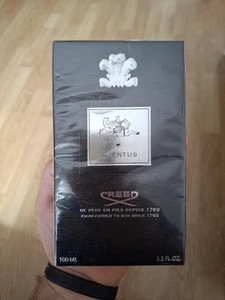 AVENTUS
CREED
DE PÈRE EN FILS DEPUIS 1760
FROM FATHER TO SON SINCE 1760
100 ML
3.3 FL.OZ.